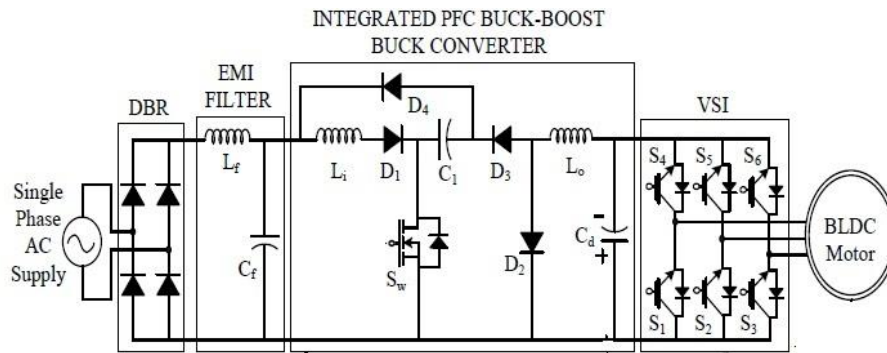 INTEGRATED PFC BUCK-BOOST
BUCK CONVERTER
EMI
FILTER
DBR
VSI
D4
S4
S5
S6
Lf
Li
D1
C1
D3
Lo
Single
Phase
AC
Supply
Cf
Sw
D2
-
Cd
+
BLDC
Motor
S1
S2
S3